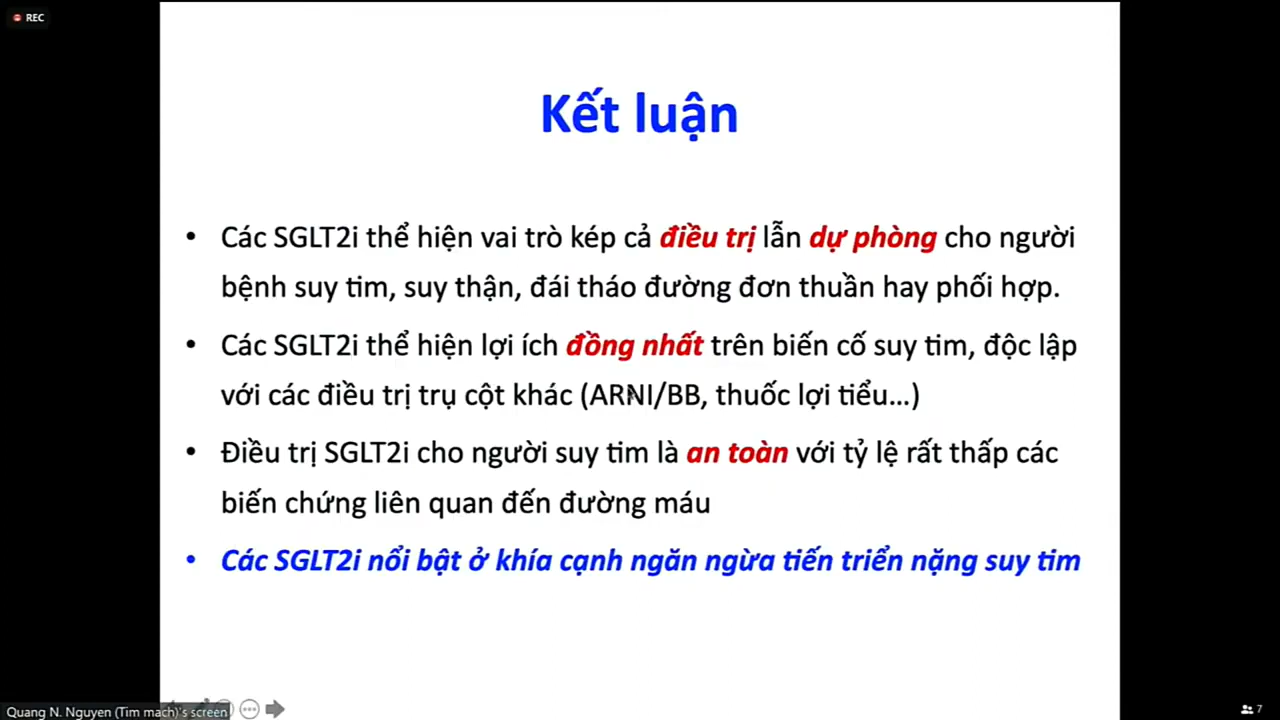 REC
Kết luận
• Các SGLT2i thể hiện vai trò kép cả điều trị lẫn dự phòng cho người
bệnh suy tim, suy thận, đái tháo đường đơn thuần hay phối hợp.
• Các SGLT2i thể hiện lợi ích đồng nhất trên biến cố suy tim, độc lập
với các điều trị trụ cột khác (ARNI/BB, thuốc lợi tiểu...)
• Điều trị SGLT2i cho người suy tim là an toàn với tỷ lệ rất thấp các
biến chứng liên quan đến đường máu
• Các SGLT2i nổi bật ở khía cạnh ngăn ngừa tiến triển nặng suy tim
Quang N. Nguyen (Tim mach)'s screen
7